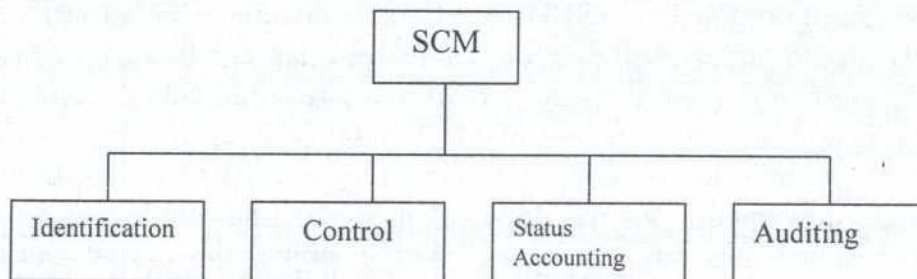 SCM
Identification
Control
Status
Accounting
Auditing